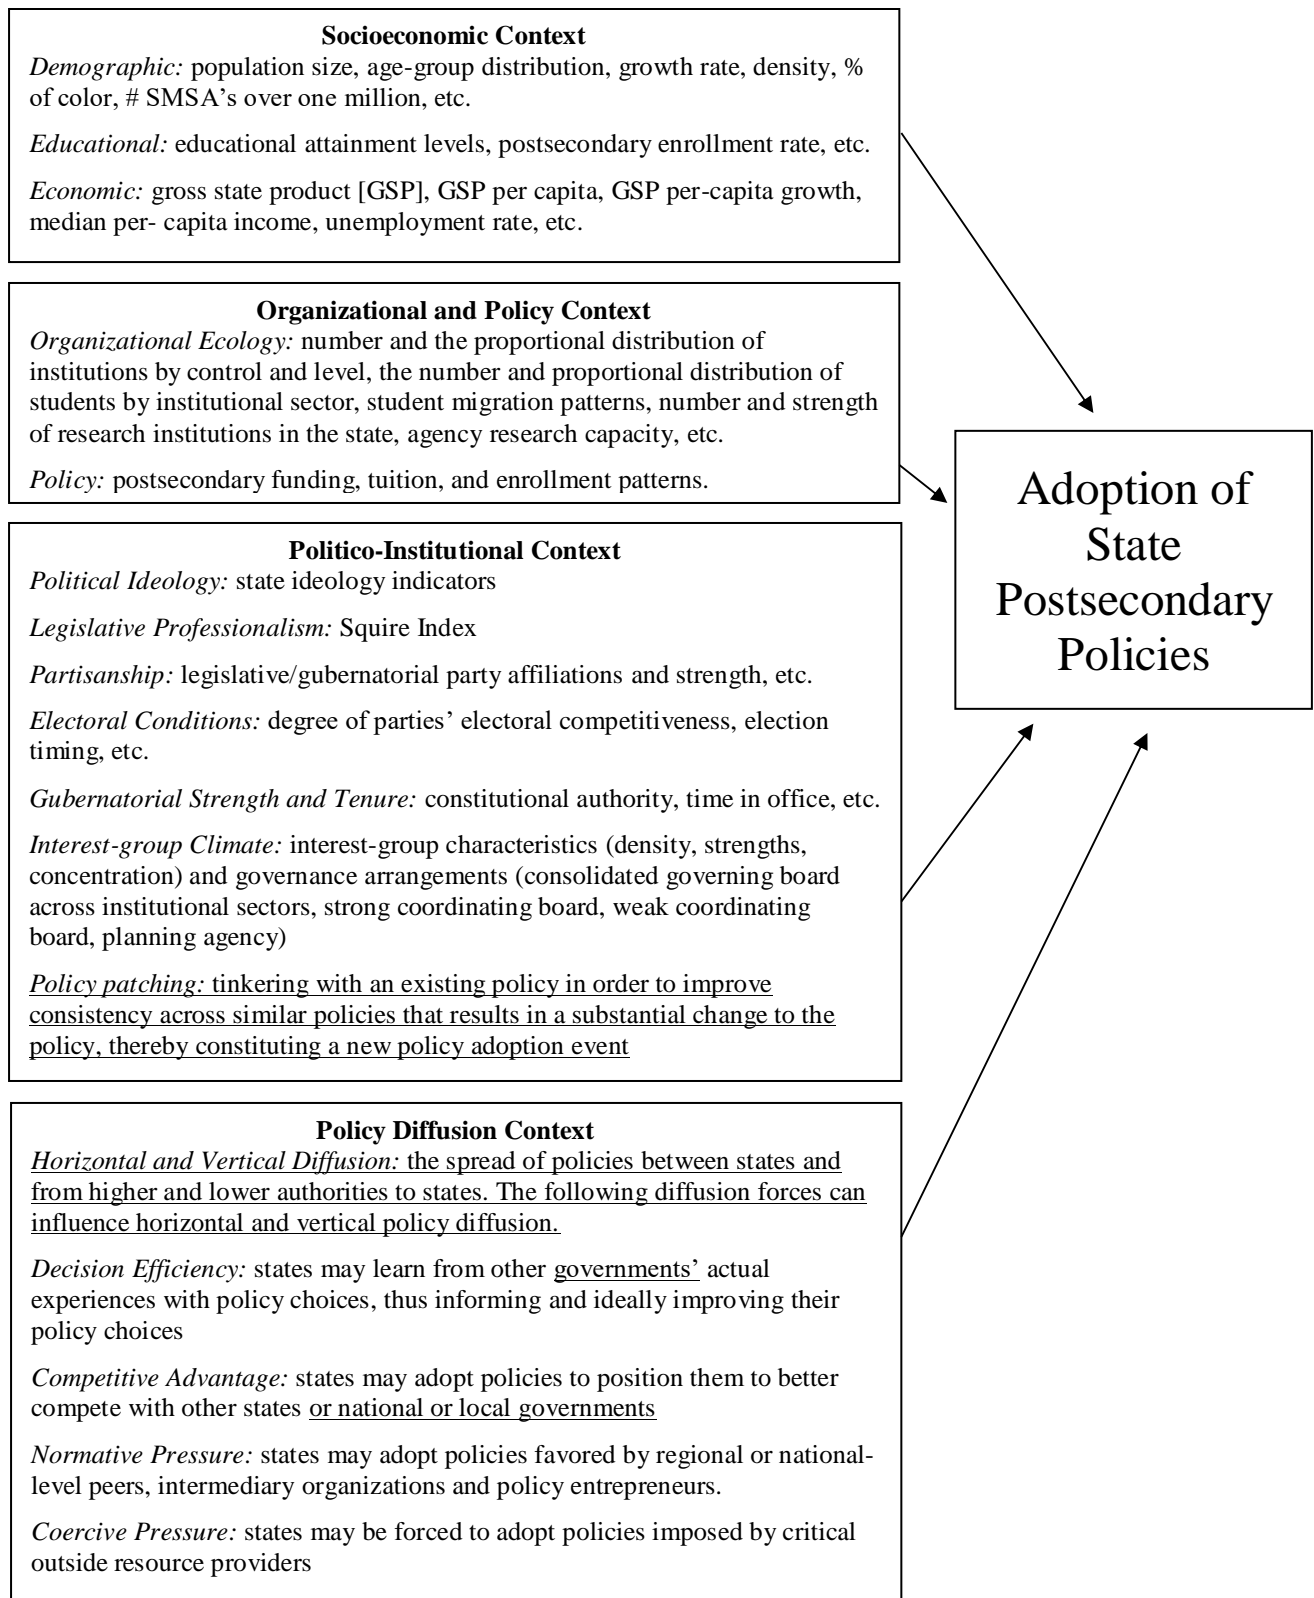 Socioeconomic Context
Demographic: population size, age-group distribution, growth rate, density, %
of color, # SMSA's over one million, etc.
Educational: educational attainment levels, postsecondary enrollment rate, etc.
Economic: gross state product [GSP], GSP per capita, GSP per-capita growth,
median per- capita income, unemployment rate, etc.
Organizational and Policy Context
Organizational Ecology: number and the proportional distribution of
institutions by control and level, the number and proportional distribution of
students by institutional sector, student migration patterns, number and strength
of research institutions in the state, agency research capacity, etc.
Policy: postsecondary funding, tuition, and enrollment patterns.
Politico-Institutional Context
Political Ideology: state ideology indicators
Legislative Professionalism: Squire Index
Partisanship: legislative/gubernatorial party affiliations and strength, etc.
Electoral Conditions: degree of parties' electoral competitiveness, election
timing, etc.
Gubernatorial Strength and Tenure: constitutional authority, time in office, etc.
Interest-group Climate: interest-group characteristics (density, strengths,
concentration) and governance arrangements (consolidated governing board
across institutional sectors, strong coordinating board, weak coordinating
board, planning agency)
Policy patching: tinkering with an existing policy in order to improve
consistency across similar policies that results in a substantial change to the
policy, thereby constituting a new policy adoption event
Policy Diffusion Context
Horizontal and Vertical Diffusion: the spread of policies between states and
from higher and lower authorities to states. The following diffusion forces can
influence horizontal and vertical policy diffusion.
Decision Efficiency: states may learn from other governments' actual
experiences with policy choices, thus informing and ideally improving their
policy choices
Competitive Advantage: states may adopt policies to position them to better
compete with other states or national or local governments
Normative Pressure: states may adopt policies favored by regional or national-
level peers, intermediary organizations and policy entrepreneurs.
Coercive Pressure: states may be forced to adopt policies imposed by critical
outside resource providers
Adoption of
State
Postsecondary
Policies